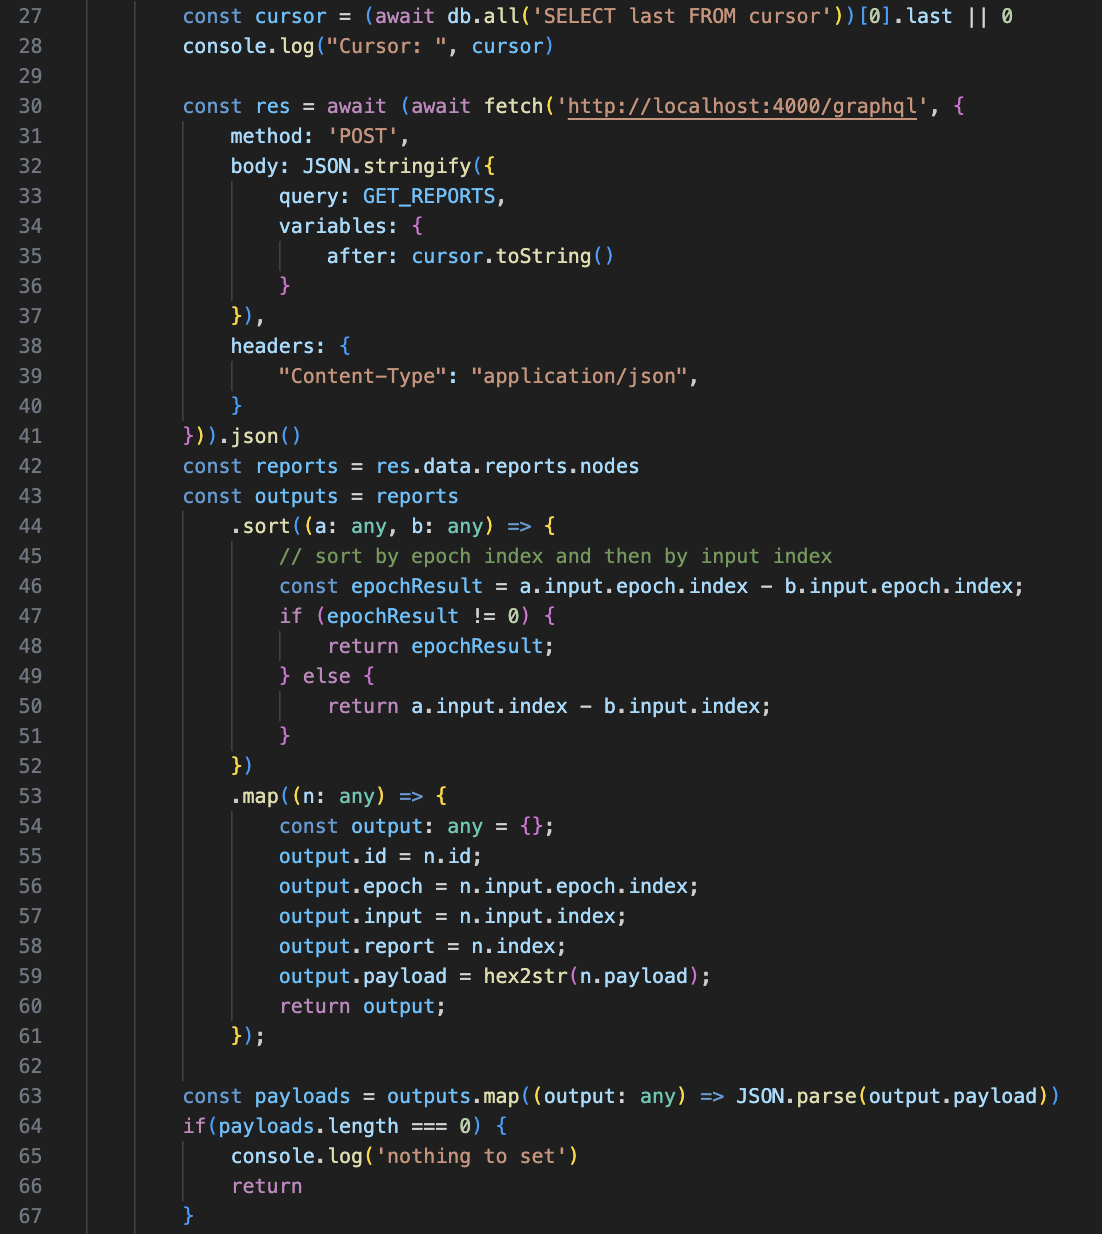 27 const cursor = (await db.all('SELECT last FROM cursor'))[0].last || 0
28 console.log("Cursor: ", cursor)
29
30 const res = await (await fetch('http://localhost:4000/graphql', {
31 method: 'POST',
32 body: JSON.stringify({
33 query: GET_REPORTS,
34 variables: {
35 after: cursor.toString()
36 }
37 }),
38 headers: {
39 "Content-Type": "application/json",
40 }
41 })).json()
42 const reports = res.data.reports.nodes
43 const outputs = reports
44 .sort((a: any, b: any) => {
45 // sort by epoch index and then by input index
46 const epochResult = a.input.epoch.index - b.input.epoch.index;
47 if (epochResult != 0) {
48 return epochResult;
49 } else {
50 return a.input.index - b.input.index;
51 }
52 })
53 .map((n: any) => {
54 const output: any = {};
55 output.id = n.id;
56 output.epoch = n.input.epoch.index;
57 output.input = n.input.index;
58 output.report = n.index;
59 output.payload = hex2str(n.payload);
60 return output;
61 });
62
63 const payloads = outputs.map((output: any) => JSON.parse(output.payload))
64 if(payloads.length === 0) {
65 console.log('nothing to set')
66 return
67 }